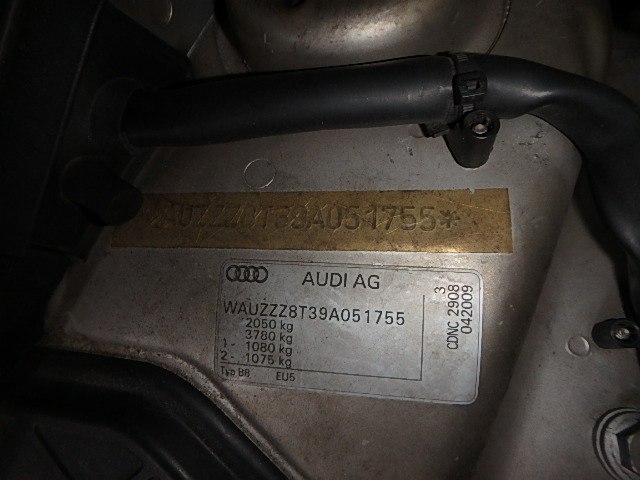 AUZZZ8T39A051755*
AUDI AG
WAUZZZ8T39A051755
2050 kg
3780 kg
1- 1080 kg
2- 1075 kg
Typ B8 EU5
3
CDNC 2908
042009